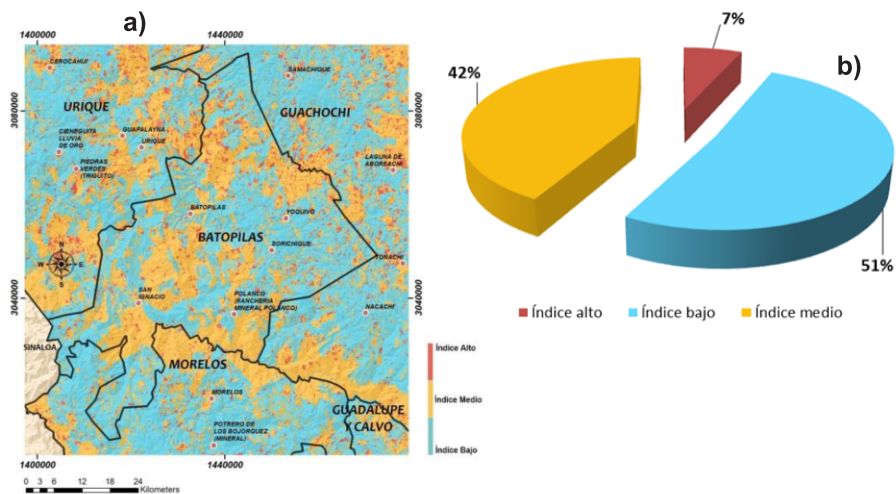 a)
1400000
1440000
3080000
3080000
3040000
3040000
CEROCAHUI
SAMACHIQUE
URIQUE
GUACHOCHI
CIENEGUITA
LLUVIA
DE ORO
GUAPALAYNA
URIQUE
PIEDRAS
VERDES
(TRIGUITO)
LAGUNA DE
ABOREACHI
BATOPILAS
YOQUIVO
BATOPILAS
SORICHIQUE
TONACHI
N
W
E
S
SAN
IGNACIO
POLANCO
(RANCHERIA
MINERAL POLANCO)
NACACHI
SINALOA
MORELOS
MORELOS
GUADALUPE
Y CALVO
POTRERO DE
LOS BOJORQUEZ
(MINERAL)
1400000
1440000
0 3 6 12 18 24
Kilometers
Índice Alto
Índice Medio
Índice Bajo
b)
7%
42%
51%
Índice alto
Índice bajo
Índice medio